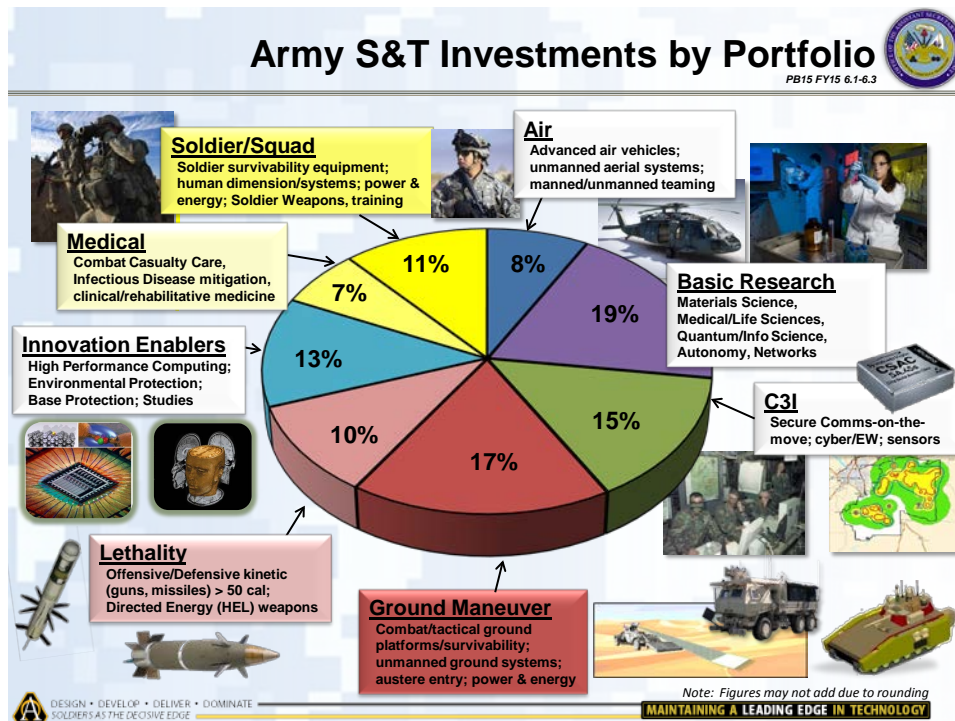 Army S&T Investments by Portfolio
PB15 FY15 6.1-6.3
Soldier/Squad
Soldier survivability equipment;
human dimension/systems; power &
energy; Soldier Weapons, training
Air
Advanced air vehicles;
unmanned aerial systems;
manned/unmanned teaming
Medical
Combat Casualty Care,
Infectious Disease mitigation,
clinical/rehabilitative medicine
Basic Research
Materials Science,
Medical/Life Sciences,
Quantum/Info Science,
Autonomy, Networks
Innovation Enablers
High Performance Computing;
Environmental Protection;
Base Protection; Studies
C3I
Secure Comms-on-the-
move; cyber/EW; sensors
CSAC
11%
8%
7%
19%
13%
15%
10%
17%
Lethality
Offensive/Defensive kinetic
(guns, missiles) > 50 cal;
Directed Energy (HEL) weapons
Ground Maneuver
Combat/tactical ground
platforms/survivability;
unmanned ground systems;
austere entry; power & energy
Note: Figures may not add due to rounding
DESIGN • DEVELOP • DELIVER • DOMINATE
SOLDIERS AS THE DECISIVE EDGE
MAINTAINING A LEADING EDGE IN TECHNOLOGY